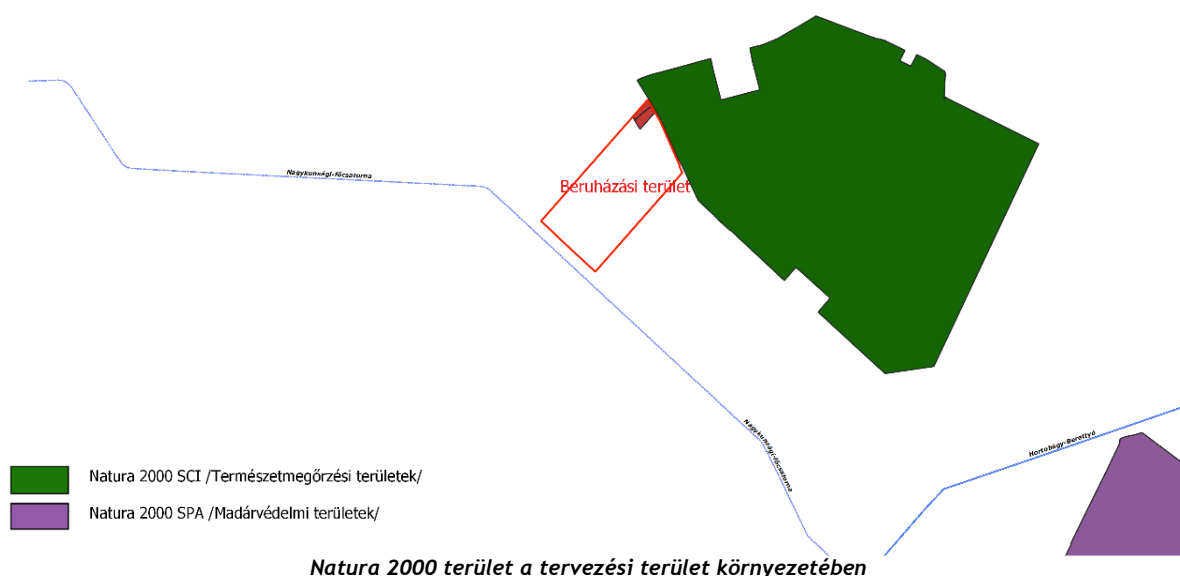 Nagykunsági-főcsatorna
Beruházási terület
Nagykunsági-főcsatorna
Hortobágy-Berettyó
Natura 2000 SCI /Természetmegőrzési területek/
Natura 2000 SPA /Madárvédelmi területek/
Natura 2000 terület a tervezési terület környezetében